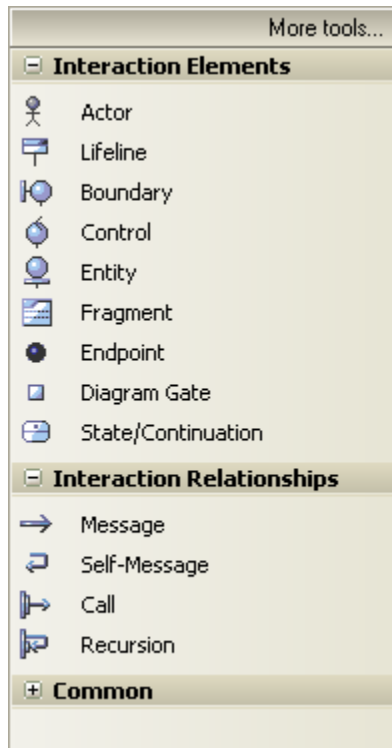 More tools...
Interaction Elements
Actor
Lifeline
Boundary
Control
Entity
Fragment
Endpoint
Diagram Gate
State/Continuation
Interaction Relationships
Message
Self-Message
Call
Recursion
Common